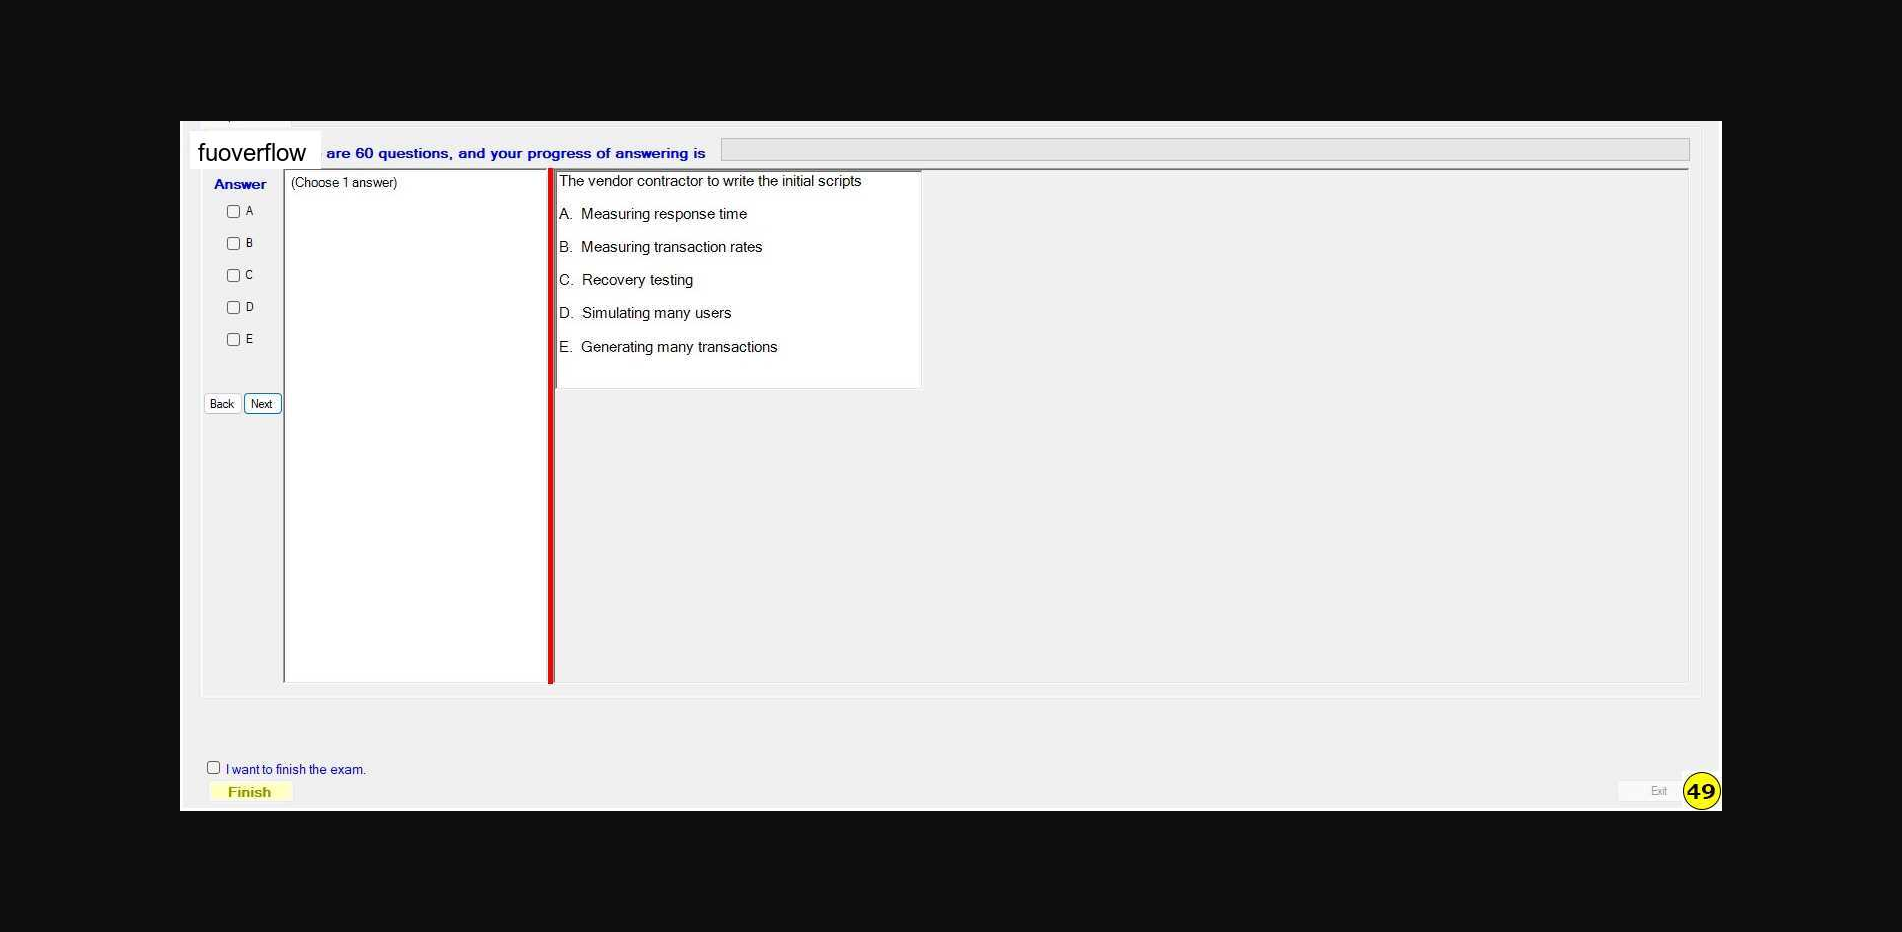 fuoverflow are 60 questions, and your progress of answering is
Answer
(Choose 1 answer)
A
B
C
D
E
Back Next
The vendor contractor to write the initial scripts
A. Measuring response time
B. Measuring transaction rates
C. Recovery testing
D. Simulating many users
E. Generating many transactions
I want to finish the exam.
Finish
Exit
49